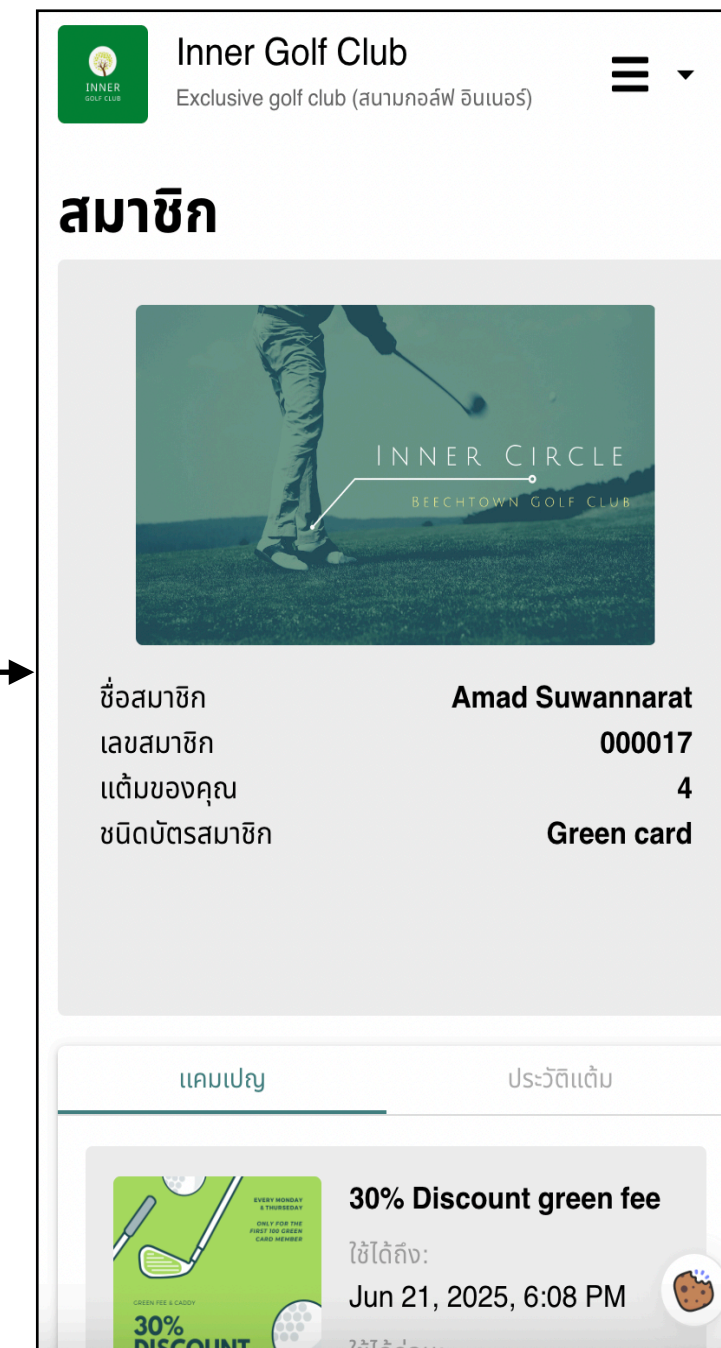 INNER
GOLF CLUB
Inner Golf Club
Exclusive golf club (สนามกอล์ฟ อินเนอร์)
สมาชิก
INNER CIRCLE
BEECHTOWN GOLF CLUB
ชื่อสมาชิก Amad Suwannarat
เลขสมาชิก 000017
แต้มของคุณ 4
ชนิดบัตรสมาชิก Green card
แคมเปญ ประวัติแต้ม
EVERY MONDAY
& THURSEDAY
ONLY FOR THE
FIRST 100 GREEN
CARD MEMBER
GREEN FEE & CADDY
30%
DISCOUNT
30% Discount green fee
ใช้ได้ถึง:
Jun 21, 2025, 6:08 PM